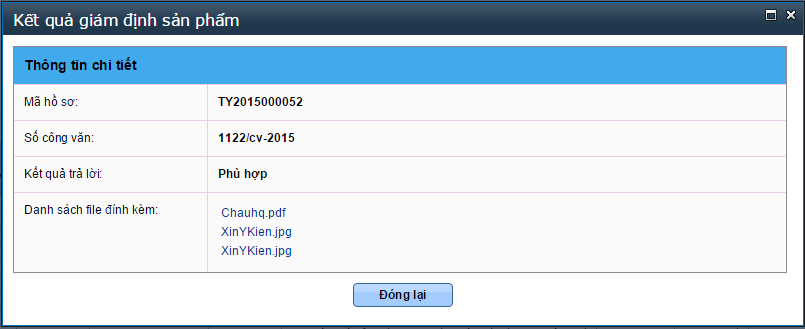 Kết quả giám định sản phẩm
Thông tin chi tiết
Mã hồ sơ: TY2015000052
Số công văn: 1122/cv-2015
Kết quả trả lời: Phù hợp
Danh sách file đính kèm: Chauhq.pdf
XinYKien.jpg
XinYKien.jpg
Đóng lại